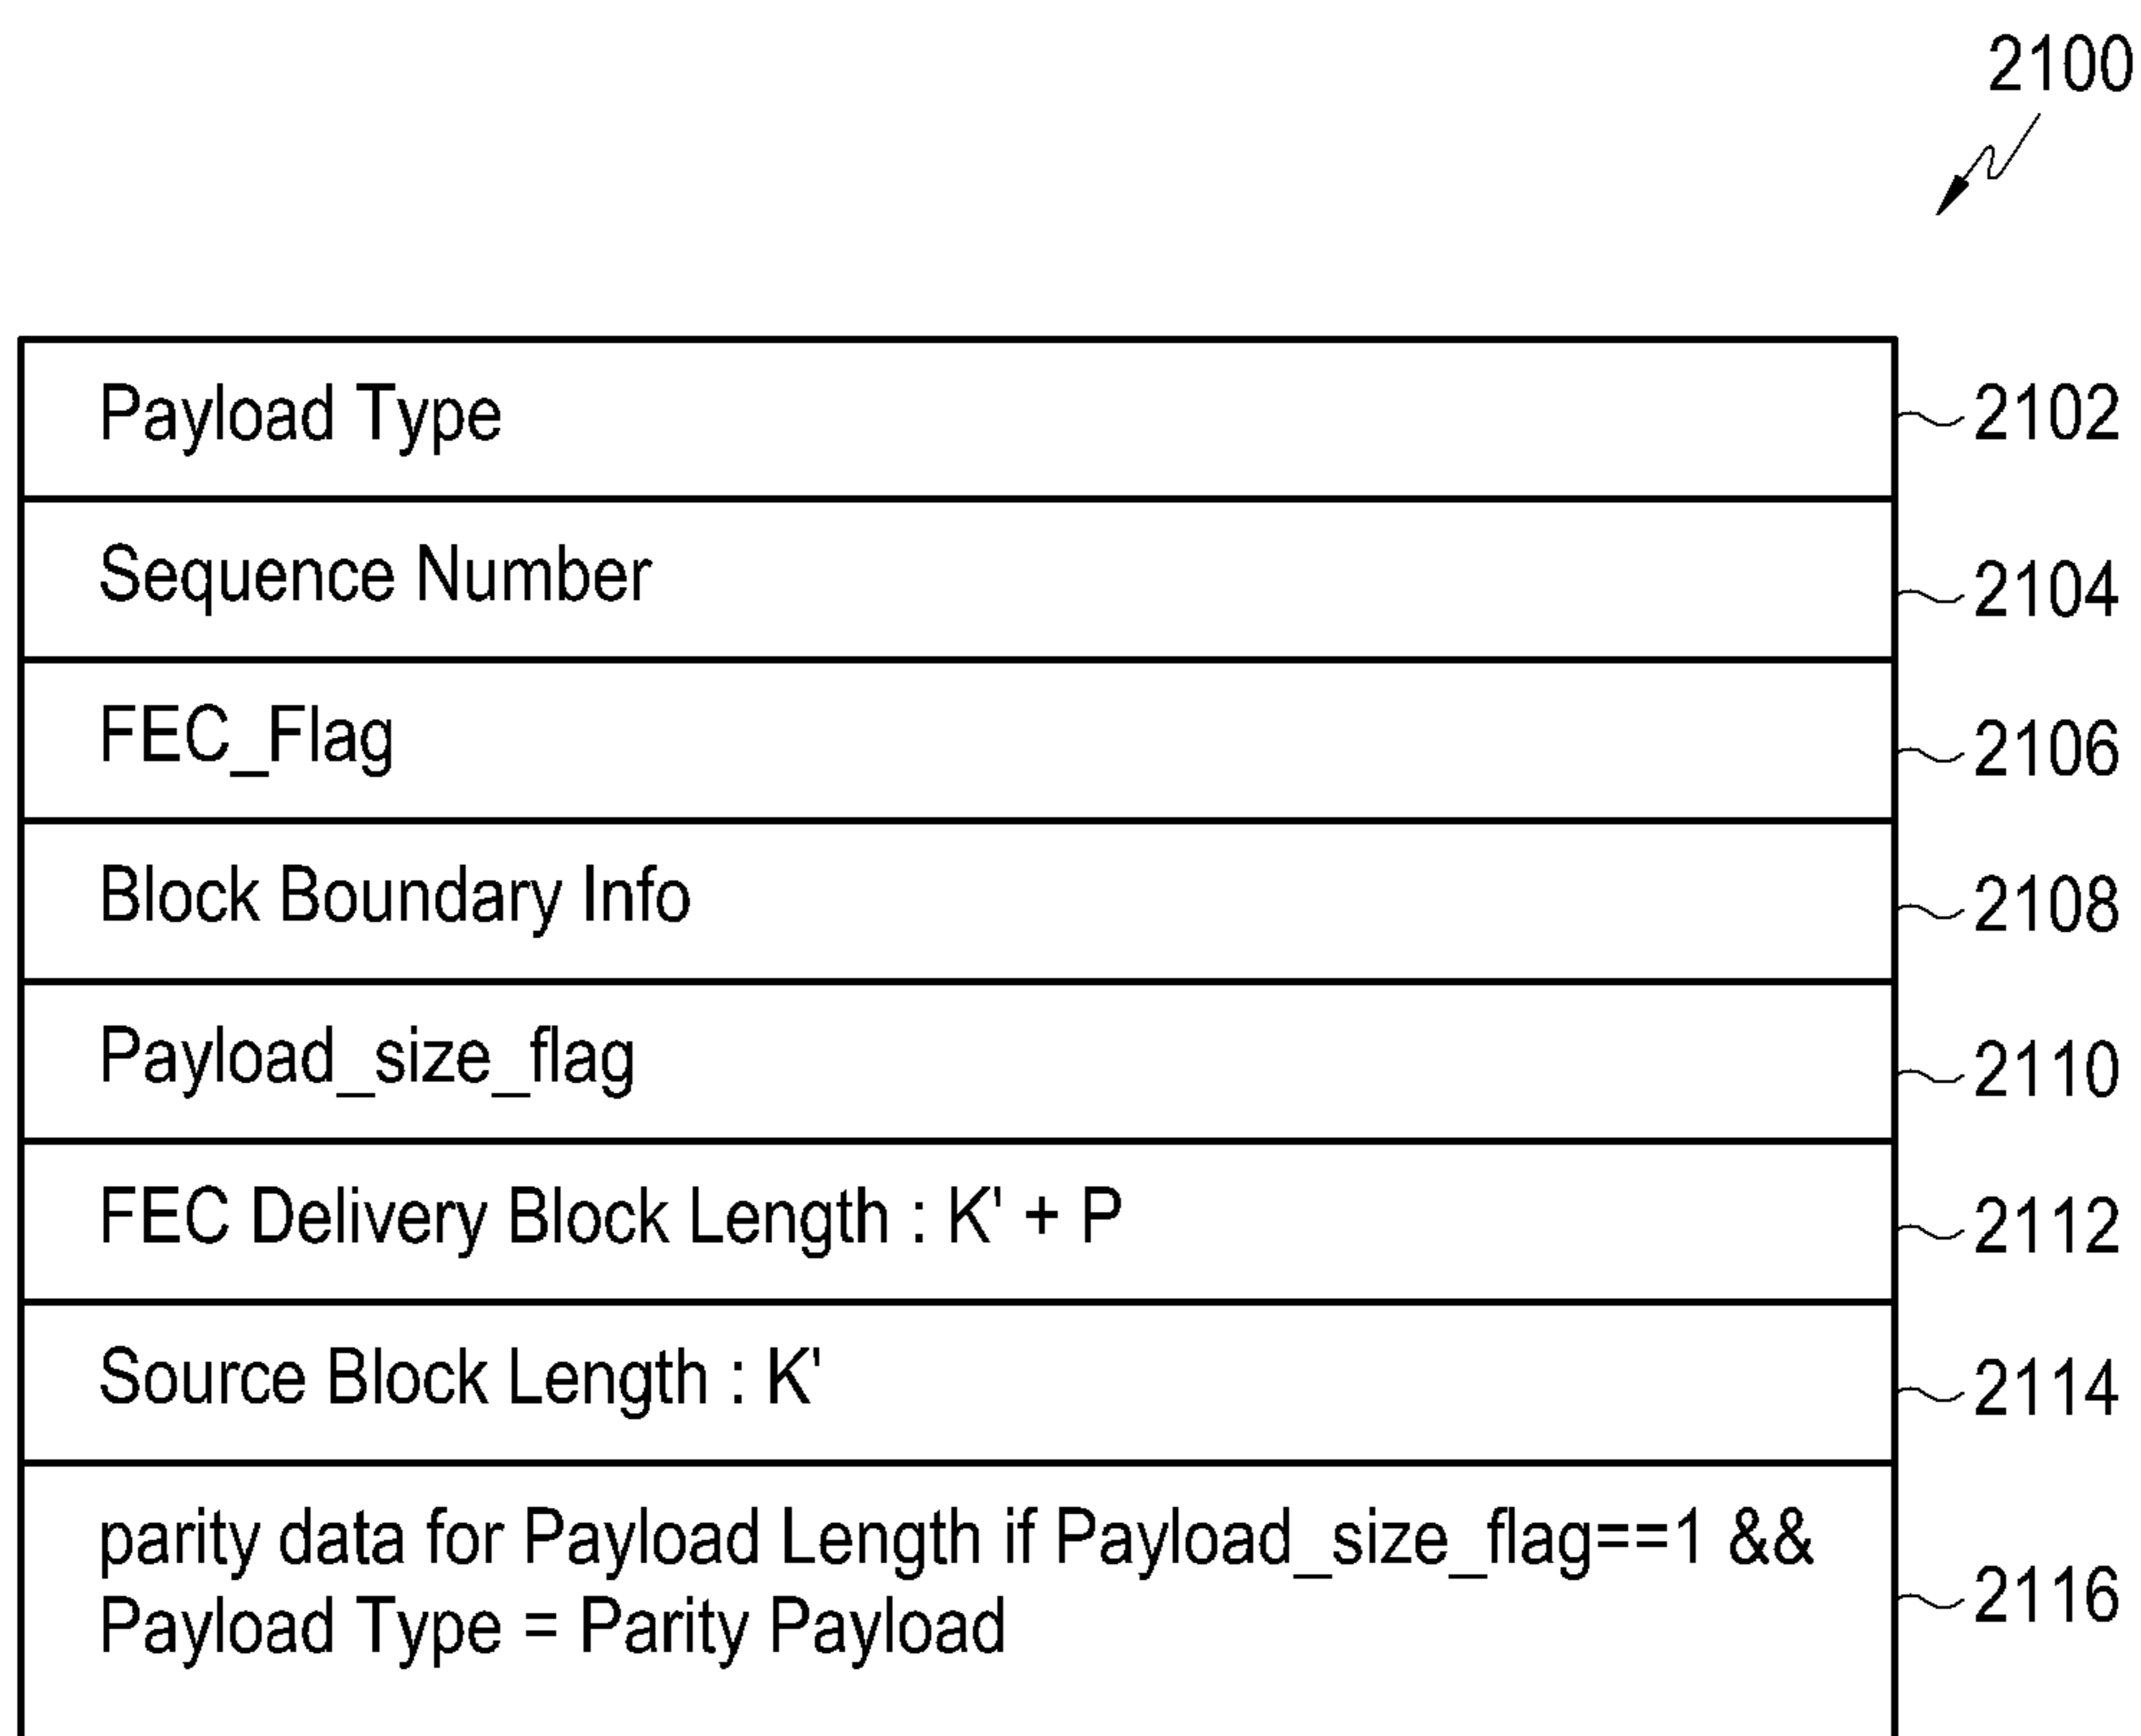 2100
Payload Type
2102
Sequence Number
2104
FEC_Flag
2106
Block Boundary Info
2108
Payload_size_flag
2110
FEC Delivery Block Length : K' + P
2112
Source Block Length : K'
2114
parity data for Payload Length if Payload_size_flag==1 &&
Payload Type = Parity Payload
2116